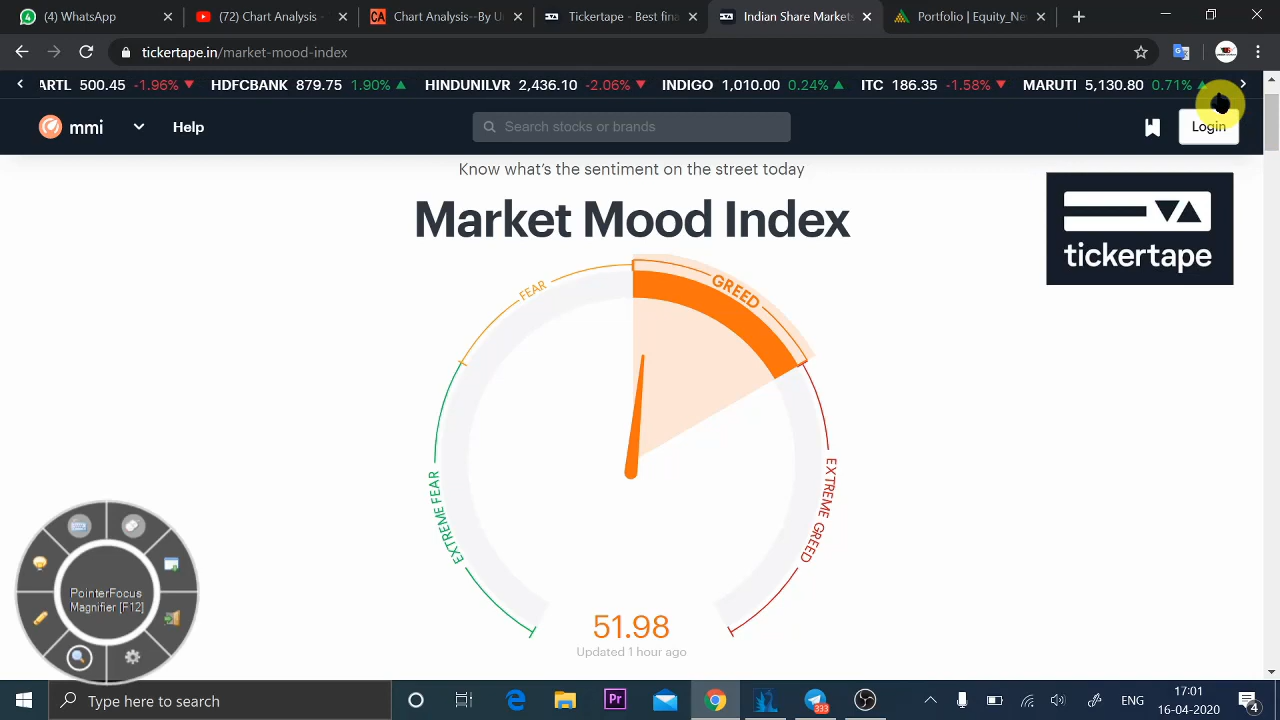 (4) WhatsApp
(72) Chart Analysis -
Chart Analysis--By U
Tickertape - Best fina
Indian Share Market
Portfolio | Equity_Ne
tickertape.in/market-mood-index
ARTL 500.45 -1.96% HDFCBANK 879.75 1.90% HINDUNILVR 2,436.10 -2.06% INDIGO 1,010.00 0.24% ITC 186.35 -1.58% MARUTI 5,130.80 0.71%
mmi Help Search stocks or brands Login
Know what's the sentiment on the street today
Market Mood Index
tickertape
FEAR
GREED
EXTREME FEAR
EXTREME GREED
PointerFocus
Magnifier [F12]
51.98
Updated 1 hour ago
Type here to search
Pr
333
ENG
17:01
16-04-2020
4